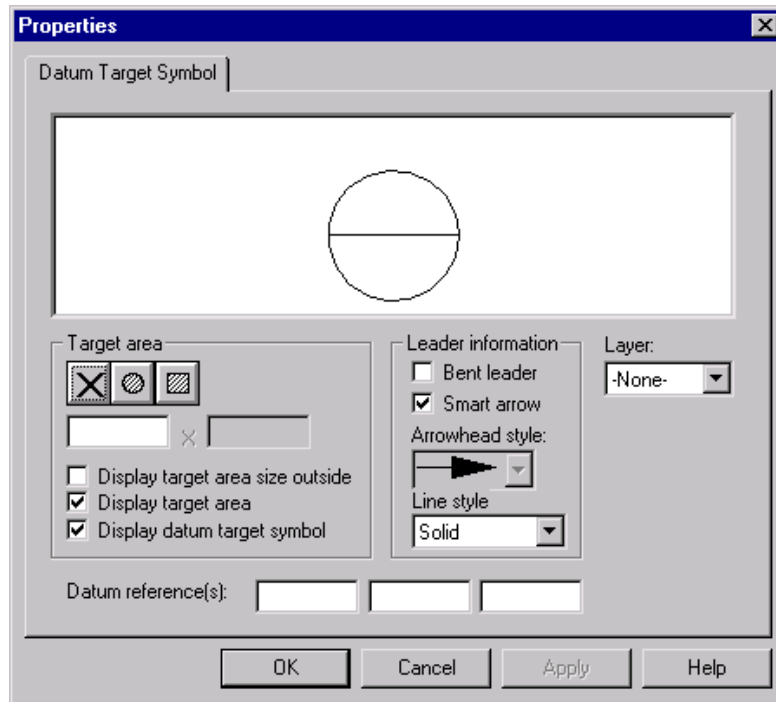 Properties
Datum Target Symbol
Target area
Display target area size outside
Display target area
Display datum target symbol
Leader information
Bent leader
Smart arrow
Arrowhead style:
Line style
Solid
Layer:
-None-
Datum reference(s):
OK Cancel Apply Help